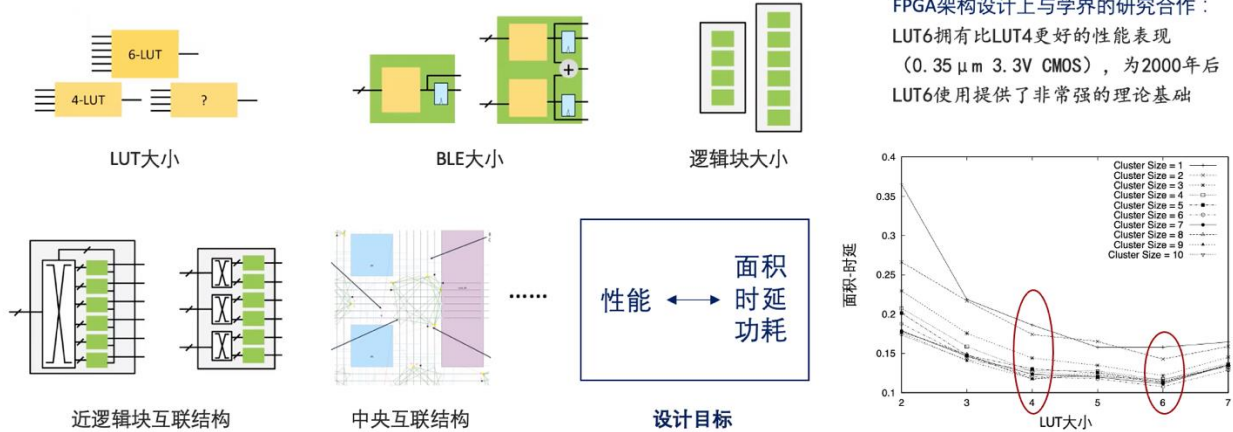 FPGA架构设计上与学界的研究合作：
LUT6拥有比LUT4更好的性能表现
（0.35μm 3.3V CMOS），为2000年后
LUT6使用提供了非常强的理论基础
6-LUT
4-LUT
?
LUT大小
+
BLE大小
逻辑块大小
近逻辑块互联结构
中央互联结构
......
性能
面积
时延
功耗
设计目标
0.4
0.35
0.3
0.25
0.2
0.15
0.1
面积-时延
Cluster Size = 1
Cluster Size = 2
Cluster Size = 3
Cluster Size = 4
Cluster Size = 5
Cluster Size = 6
Cluster Size = 7
Cluster Size = 8
Cluster Size = 9
Cluster Size = 10
2 3 4 5 6 7
LUT大小